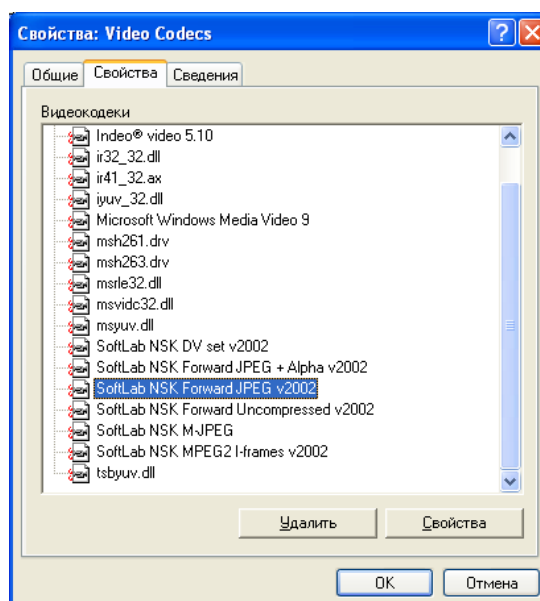 Свойства: Video Codecs
Общие Свойства Сведения
Видеокодеки
Indeo® video 5.10
ir32_32.dll
ir41_32.ax
iyuv_32.dll
Microsoft Windows Media Video 9
msh261.drv
msh263.drv
msrle32.dll
msvidc32.dll
msyuv.dll
SoftLab NSK DV set v2002
SoftLab NSK Forward JPEG + Alpha v2002
SoftLab NSK Forward JPEG v2002
SoftLab NSK Forward Uncompressed v2002
SoftLab NSK M-JPEG
SoftLab NSK MPEG2 I-frames v2002
tsbyuv.dll
Удалить Свойства
OK Отмена